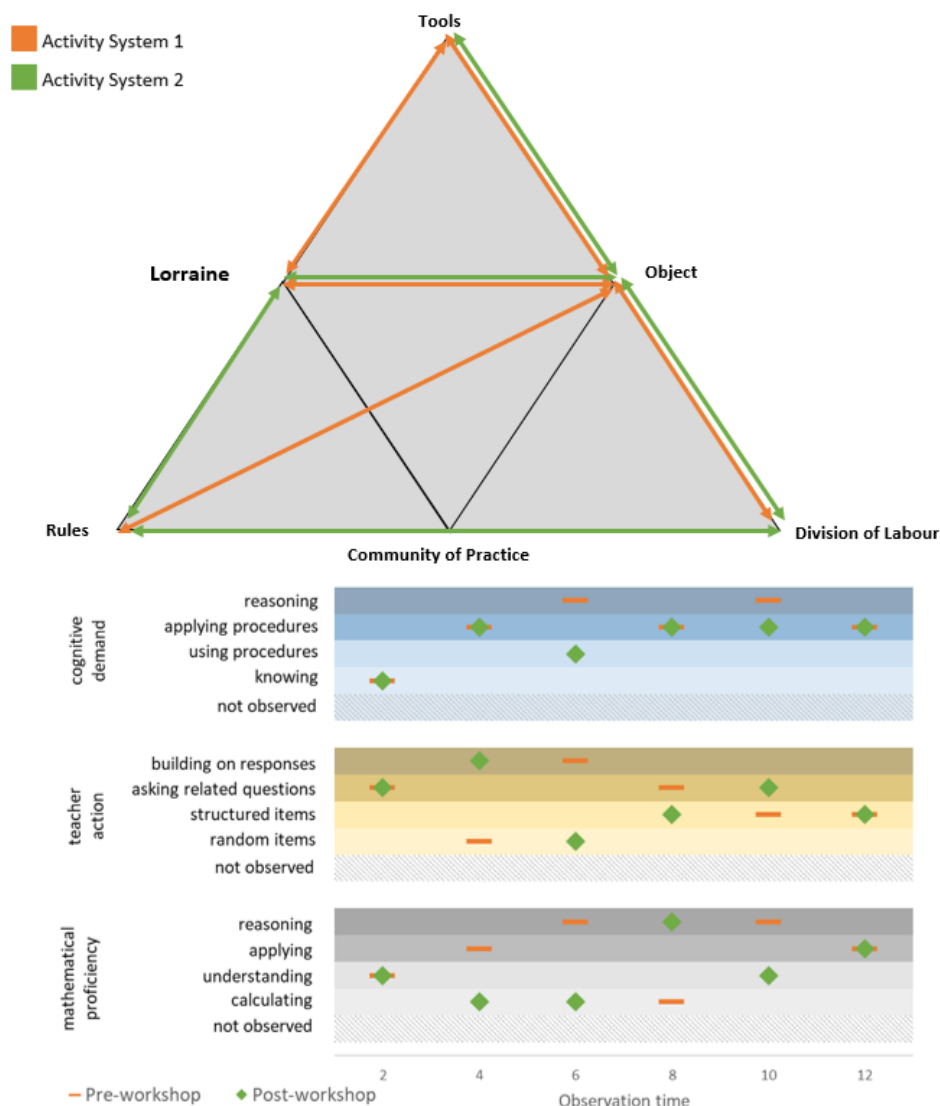 Tools
Activity System 1
Activity System 2
Lorraine
Object
Rules
Division of Labour
Community of Practice
cognitive
demand
reasoning
applying procedures
using procedures
knowing
not observed
teacher
action
building on responses
asking related questions
structured items
random items
not observed
mathematical
proficiency
reasoning
applying
understanding
calculating
not observed
2 4 6 8 10 12
Pre-workshop
Post-workshop
Observation time